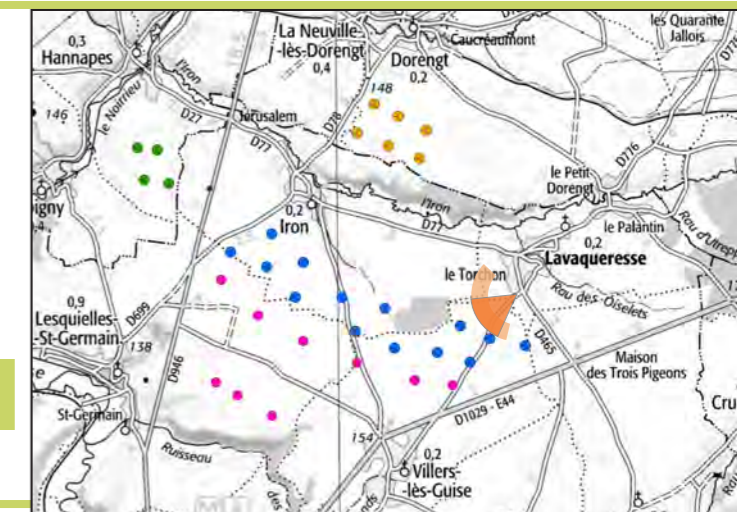 0,3
Hannapes
La Neuville-
-lès-Dorengt
0,4
Caucréaumont
Dorengt
0,2
les Quarante
Jallois
146
le Noirrieu
l'Iron
D27
Jérusalem
D77
D78
148
D776
le Petit
Dorengt
l'Iron
D77
0,2
Iron
0,2
le Palantin
Lavaqueresse
le Torchon
Rau des Oiselets
0,9
Lesquielles-
-St-Germain
D699
138
D946
D465
Maison
des Trois Pigeons
St-Germain
D1029 - E44
154
Ruisseau
des
0,2
Villers-
-lès-Guise